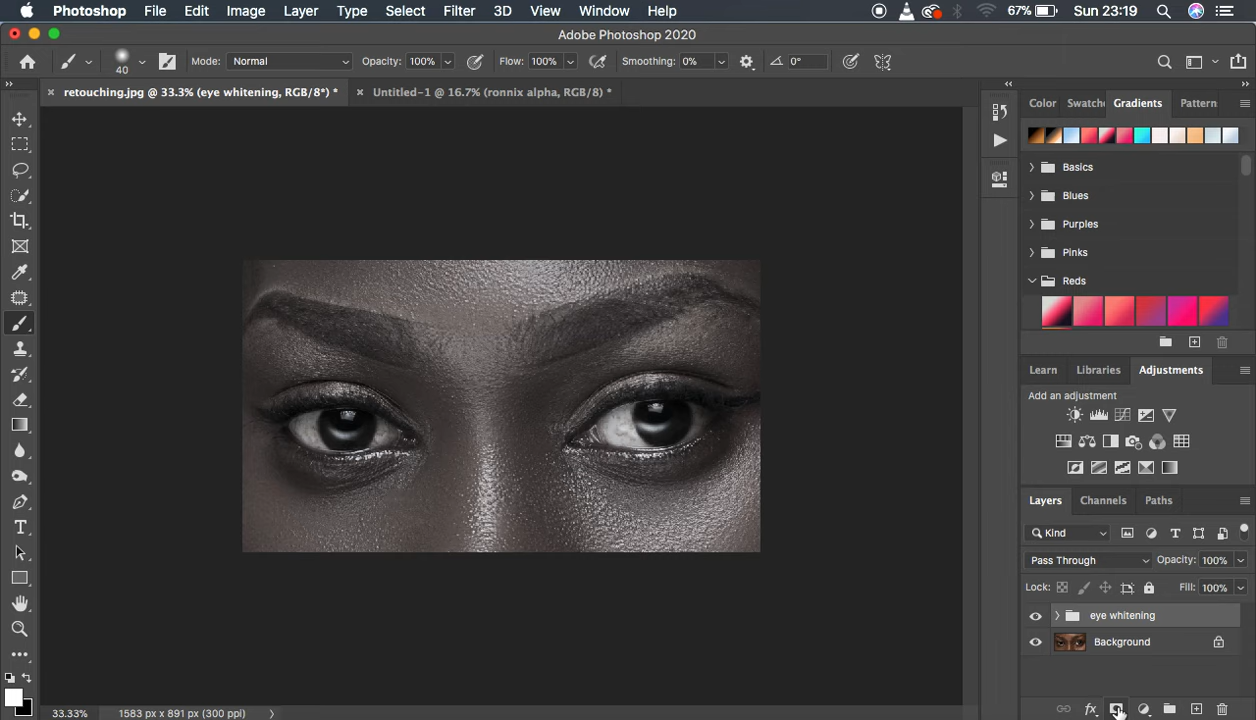 Photoshop File Edit Image Layer Type Select Filter 3D View Window Help 67% Sun 23:19
Adobe Photoshop 2020
40 Mode: Normal Opacity: 100% Flow: 100% Smoothing: 0% 0°
retouching.jpg @ 33.3% (eye whitening, RGB/8*) * Untitled-1 @ 16.7% (ronnix alpha, RGB/8) *
Color Swatche Gradients Pattern
Basics
Blues
Purples
Pinks
Reds
Learn Libraries Adjustments
Add an adjustment
Layers Channels Paths
Kind
Pass Through Opacity: 100%
Lock: Fill: 100%
eye whitening
Background
fx
33.33% 1583 px x 891 px (300 ppi)